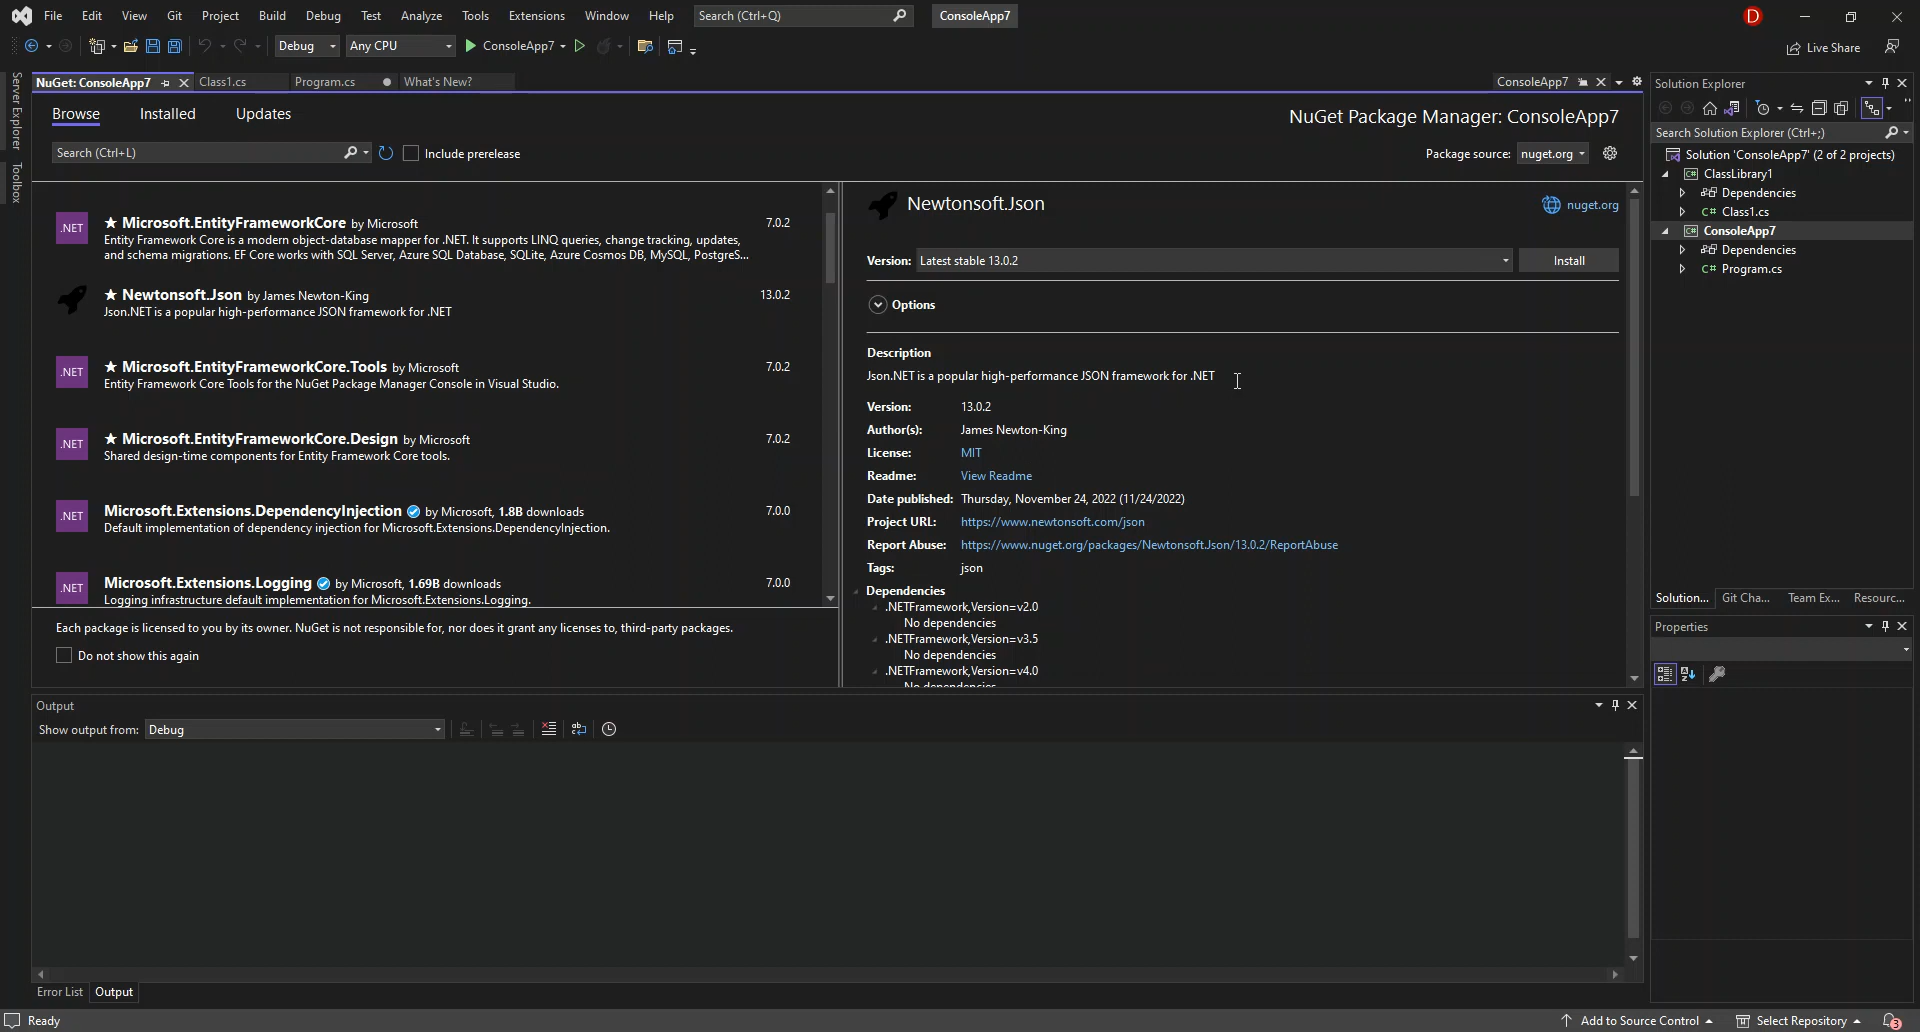 File Edit View Git Project Build Debug Test Analyze Tools Extensions Window Help Search (Ctrl+Q) ConsoleApp7 D
Debug Any CPU ConsoleApp7 Live Share
Server Explorer
Toolbox
NuGet: ConsoleApp7 Class1.cs Program.cs What's New? ConsoleApp7
Browse Installed Updates
NuGet Package Manager: ConsoleApp7
Search (Ctrl+L) Include prerelease
Package source: nuget.org
.NET Microsoft.EntityFrameworkCore by Microsoft 7.0.2
Entity Framework Core is a modern object-database mapper for .NET. It supports LINQ queries, change tracking, updates,
and schema migrations. EF Core works with SQL Server, Azure SQL Database, SQLite, Azure Cosmos DB, MySQL, PostgreS...
Newtonsoft.Json by James Newton-King 13.0.2
Json.NET is a popular high-performance JSON framework for .NET
.NET Microsoft.EntityFrameworkCore.Tools by Microsoft 7.0.2
Entity Framework Core Tools for the NuGet Package Manager Console in Visual Studio.
.NET Microsoft.EntityFrameworkCore.Design by Microsoft 7.0.2
Shared design-time components for Entity Framework Core tools.
.NET Microsoft.Extensions.DependencyInjection by Microsoft, 1.8B downloads 7.0.0
Default implementation of dependency injection for Microsoft.Extensions.DependencyInjection.
.NET Microsoft.Extensions.Logging by Microsoft, 1.69B downloads 7.0.0
Logging infrastructure default implementation for Microsoft.Extensions.Logging.
Each package is licensed to you by its owner. NuGet is not responsible for, nor does it grant any licenses to, third-party packages.
Do not show this again
Newtonsoft.Json nuget.org
Version: Latest stable 13.0.2 Install
Options
Description
Json.NET is a popular high-performance JSON framework for .NET
Version: 13.0.2
Author(s): James Newton-King
License: MIT
Readme: View Readme
Date published: Thursday, November 24, 2022 (11/24/2022)
Project URL: https://www.newtonsoft.com/json
Report Abuse: https://www.nuget.org/packages/Newtonsoft.Json/13.0.2/ReportAbuse
Tags: json
Dependencies
.NETFramework,Version=v2.0
No dependencies
.NETFramework,Version=v3.5
No dependencies
.NETFramework,Version=v4.0
No dependencies
Output
Show output from: Debug
Error List Output
Solution Explorer
Search Solution Explorer (Ctrl+;)
Solution 'ConsoleApp7' (2 of 2 projects)
C# ClassLibrary1
Dependencies
C# Class1.cs
C# ConsoleApp7
Dependencies
C# Program.cs
Solution... Git Cha... Team Ex... Resourc...
Properties
Ready Add to Source Control Select Repository 3